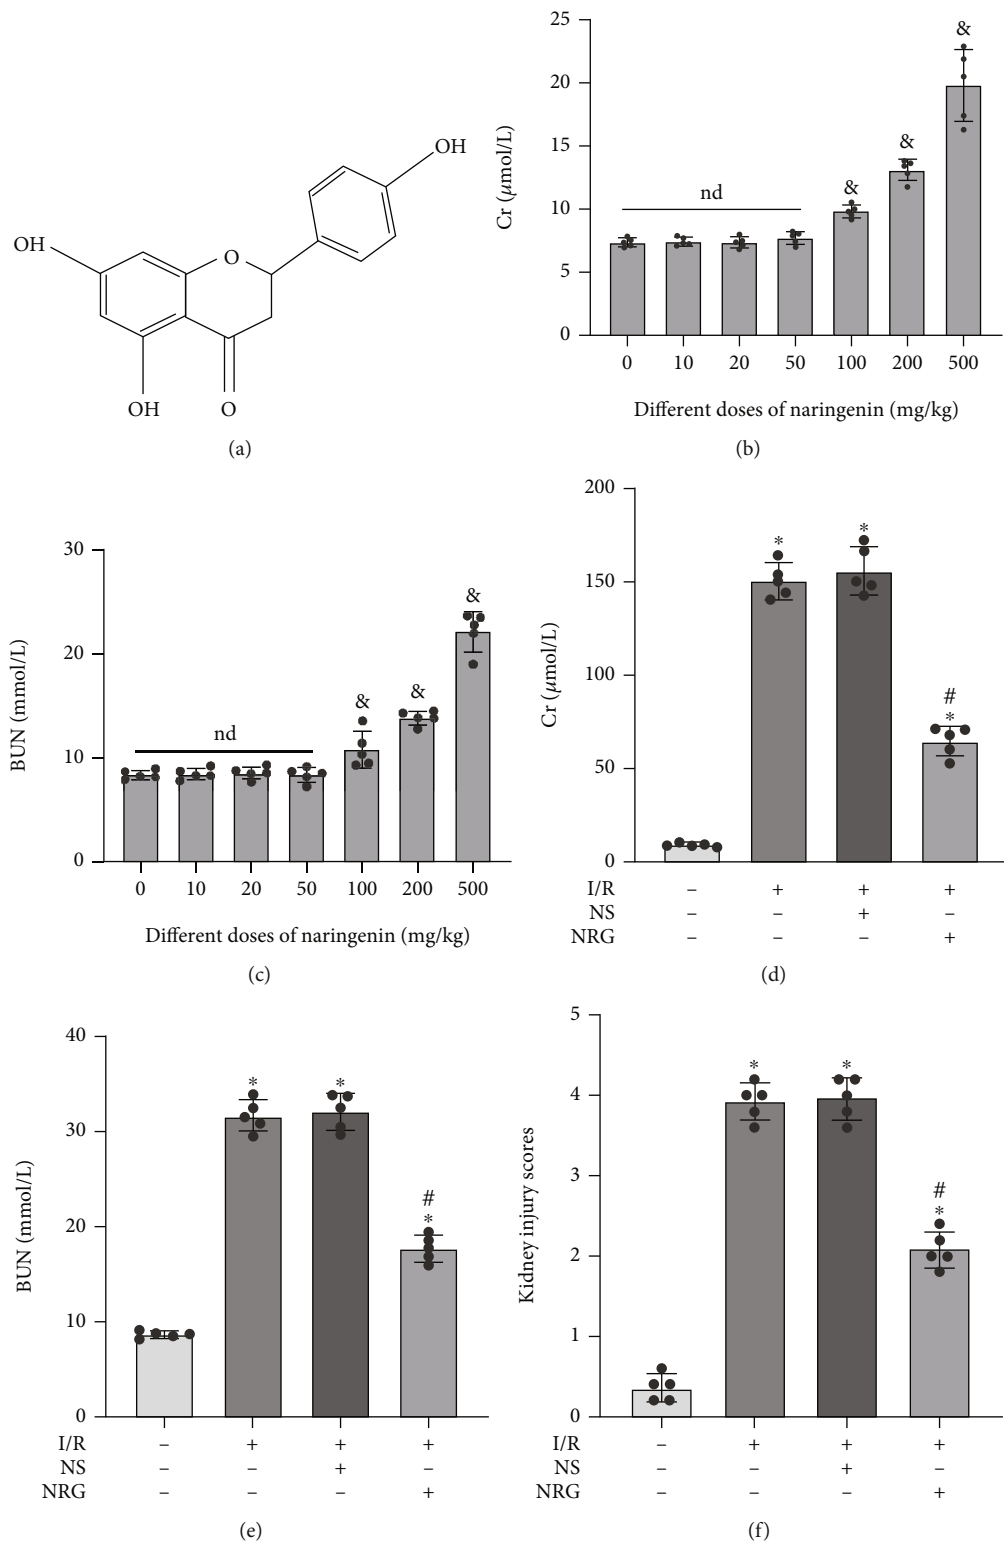 OH
OH
O
OH
O
(a)
25
20
15
10
5
0
Cr (μmol/L)
nd
&
&
&
0 10 20 50 100 200 500
Different doses of naringenin (mg/kg)
(b)
30
20
10
0
BUN (mmol/L)
nd
&
&
&
0 10 20 50 100 200 500
Different doses of naringenin (mg/kg)
(c)
200
150
100
50
0
Cr (μmol/L)
*
*
#
*
I/R – + + +
NS – – + –
NRG – – – +
(d)
40
30
20
10
0
BUN (mmol/L)
*
*
#
*
I/R – + + +
NS – – + –
NRG – – – +
(e)
5
4
3
2
1
0
Kidney injury scores
*
*
#
*
I/R – + + +
NS – – + –
NRG – – – +
(f)